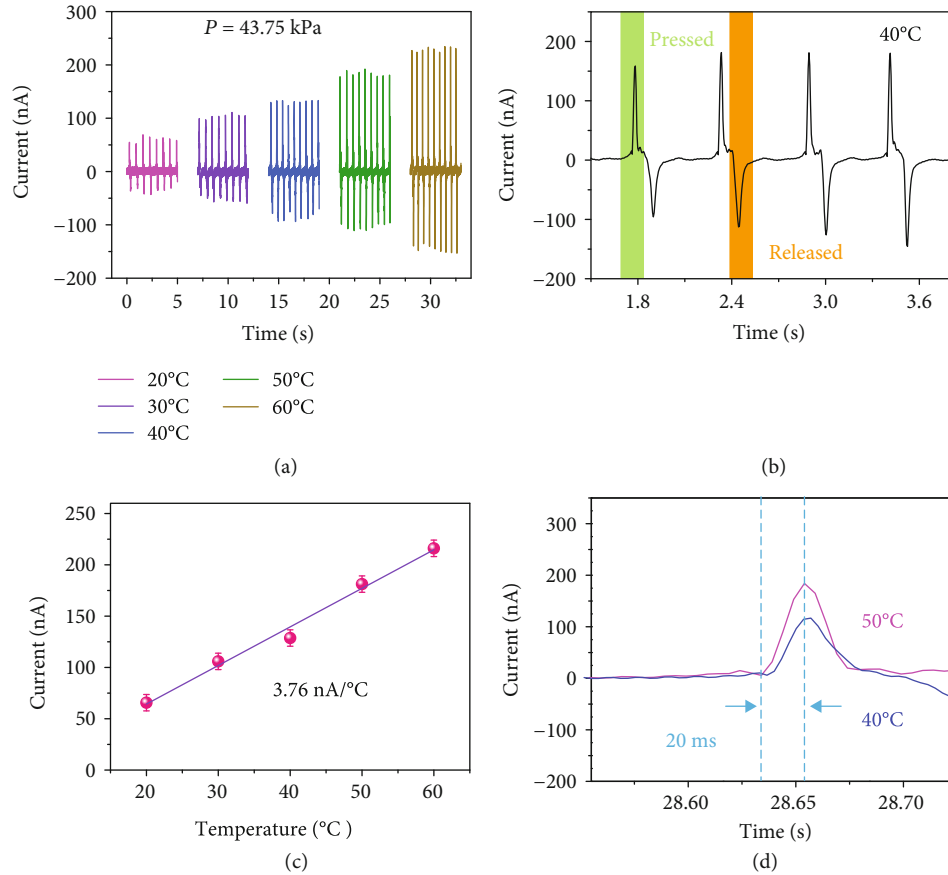 P = 43.75 kPa
300
200
100
0
−100
−200
Current (nA)
0 5 10 15 20 25 30
Time (s)
20°C
50°C
30°C
60°C
40°C
(a)
Pressed
40°C
Released
200
100
0
−100
−200
Current (nA)
1.8 2.4 3.0 3.6
Time (s)
(b)
250
200
150
100
50
0
Current (nA)
3.76 nA/°C
20 30 40 50 60
Temperature (°C )
(c)
300
200
100
0
−100
−200
Current (nA)
50°C
40°C
20 ms
28.60 28.65 28.70
Time (s)
(d)